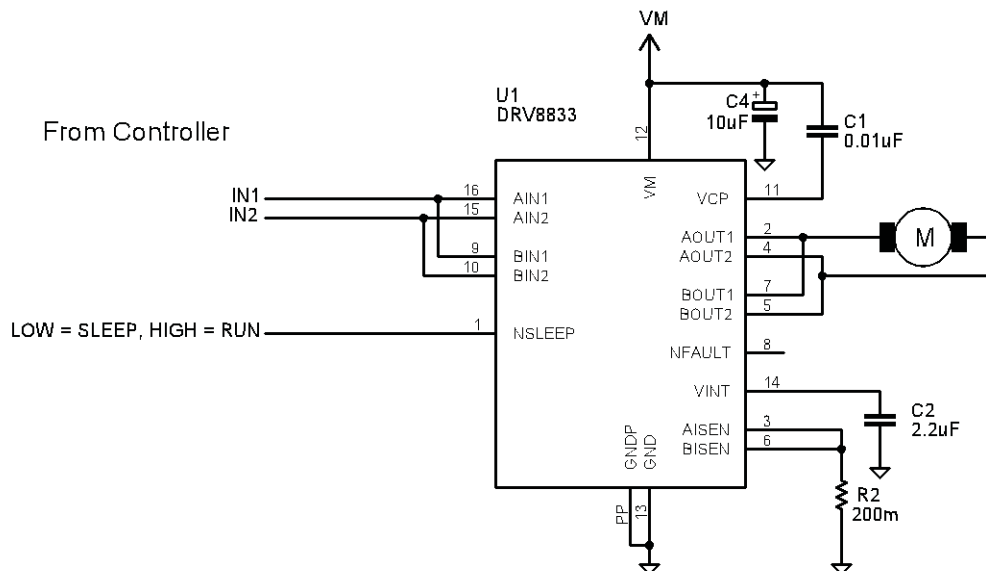 VM
U1
DRV8833
C4
+
10uF
C1
0.01uF
From Controller
12
VM
IN1
16
AIN1
IN2
15
AIN2
9
BIN1
10
BIN2
LOW = SLEEP, HIGH = RUN
1
NSLEEP
VCP
11
AOUT1
2
AOUT2
4
M
BOUT1
7
BOUT2
5
NFAULT
8
VINT
14
C2
2.2uF
AISEN
3
BISEN
6
GNDP
GND
PP
13
R2
200m